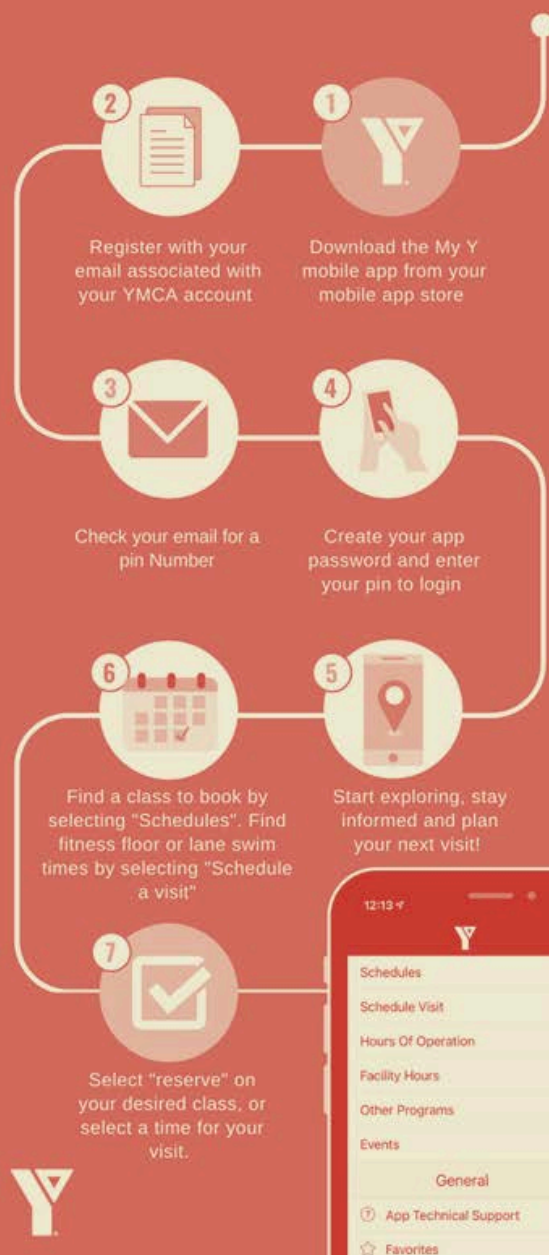 1
Download the My Y
mobile app from your
mobile app store
2
Register with your
email associated with
your YMCA account
3
Check your email for a
pin Number
4
Create your app
password and enter
your pin to login
5
Start exploring, stay
informed and plan
your next visit!
6
Find a class to book by
selecting "Schedules". Find
fitness floor or lane swim
times by selecting "Schedule
a visit"
7
Select "reserve" on
your desired class, or
select a time for your
visit.
12:13
Y
Schedules
Schedule Visit
Hours Of Operation
Facility Hours
Other Programs
Events
General
App Technical Support
Favorites
Y